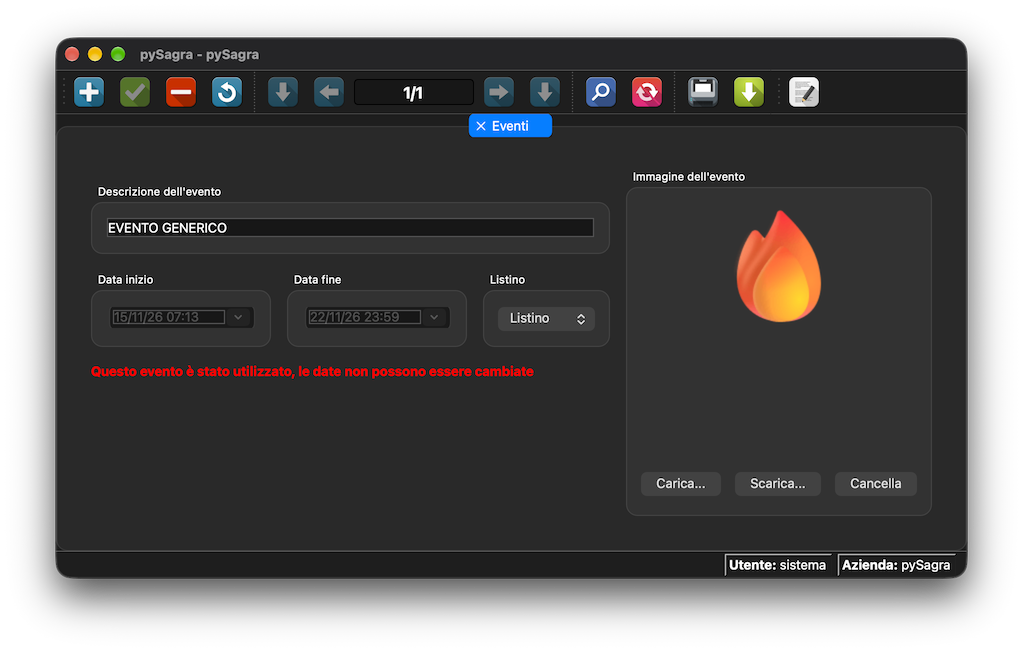 pySagra - pySagra
1/1
Eventi
Descrizione dell'evento
EVENTO GENERICO
Data inizio
Data fine
Listino
15/11/26 07:13
22/11/26 23:59
Listino
Questo evento è stato utilizzato, le date non possono essere cambiate
Immagine dell'evento
Carica...
Scarica...
Cancella
Utente: sistema
Azienda: pySagra